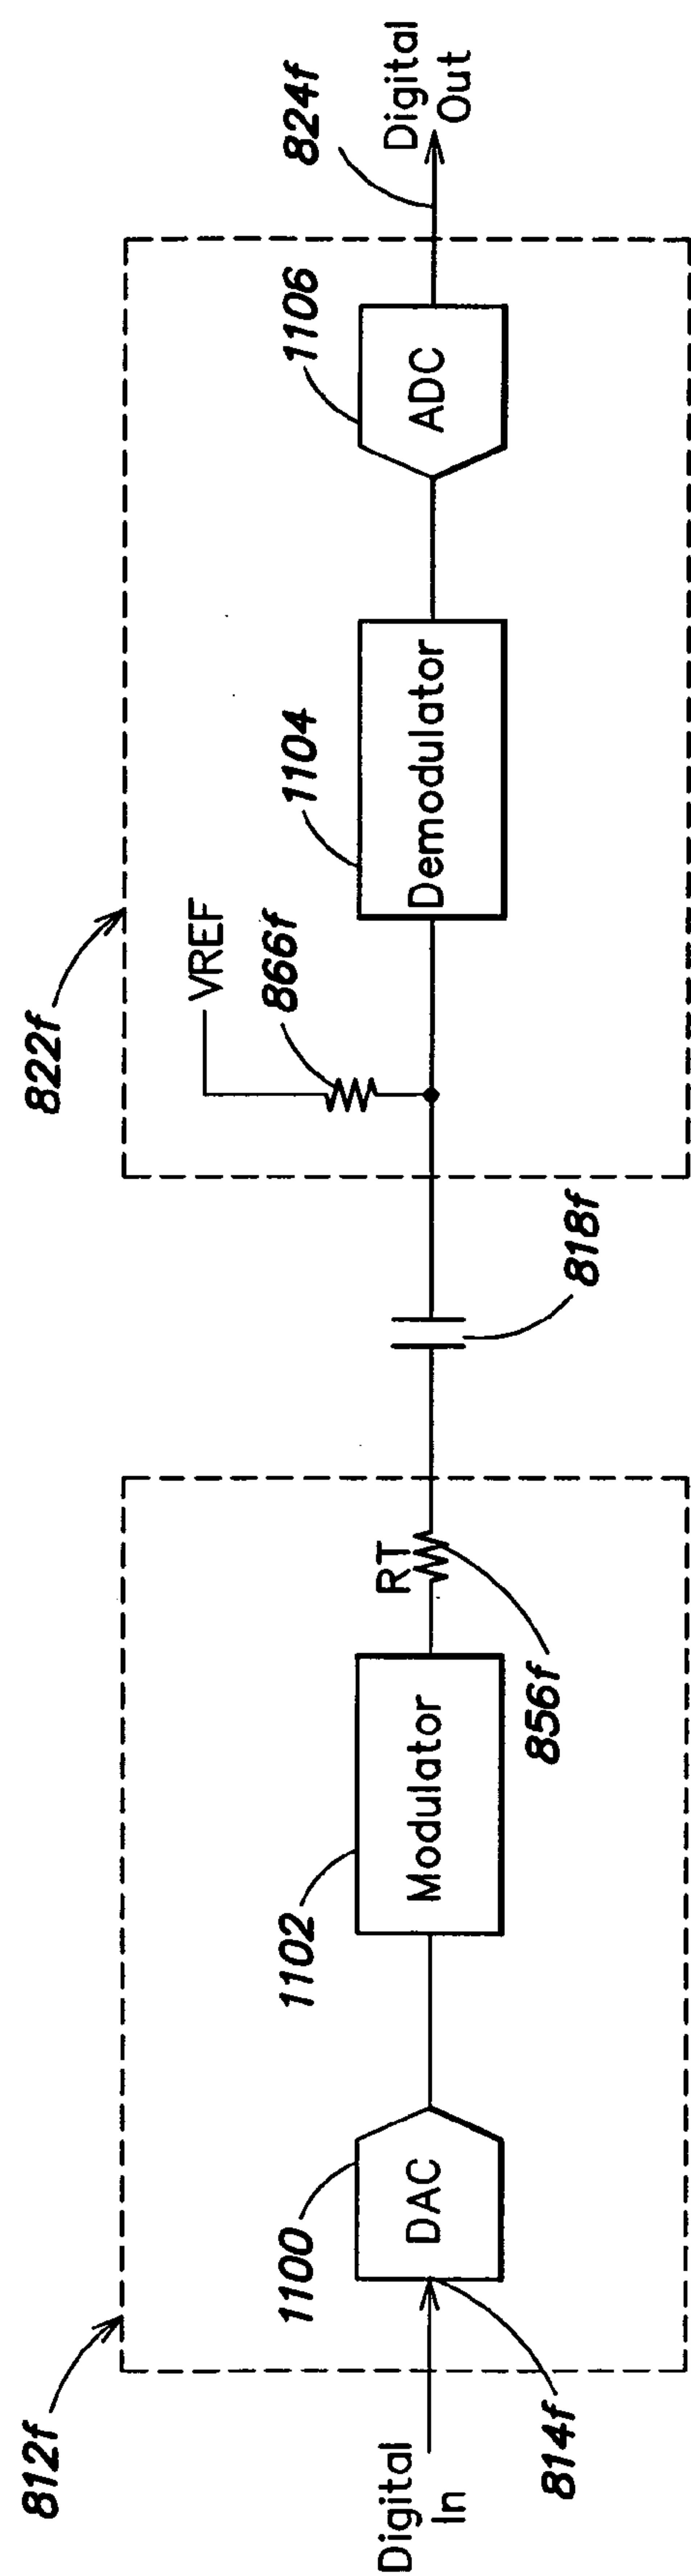 812f
822f
824f
Digital
In
814f
1100
DAC
1102
Modulator
RT
856f
818f
VREF
866f
1104
Demodulator
1106
ADC
Digital
Out